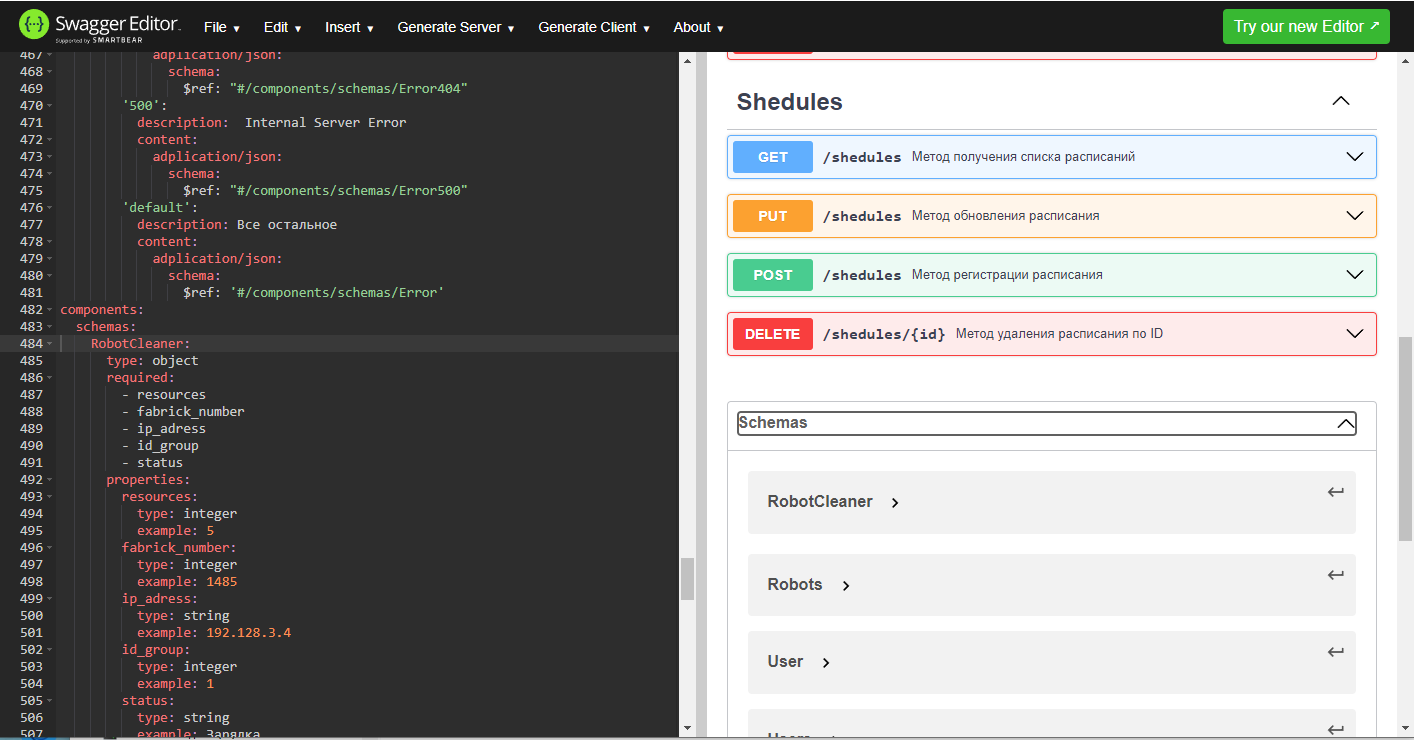 Swagger Editor
Supported by SMARTBEAR
File ▾ Edit ▾ Insert ▾ Generate Server ▾ Generate Client ▾ About ▾
Try our new Editor ↗
467 adplication/json:
468 schema:
469 $ref: "#/components/schemas/Error404"
470 '500':
471 description:  Internal Server Error
472 content:
473 adplication/json:
474 schema:
475 $ref: "#/components/schemas/Error500"
476 'default':
477 description: Все остальное
478 content:
479 adplication/json:
480 schema:
481 $ref: '#/components/schemas/Error'
482 components:
483 schemas:
484 RobotCleaner:
485 type: object
486 required:
487 - resources
488 - fabrick_number
489 - ip_adress
490 - id_group
491 - status
492 properties:
493 resources:
494 type: integer
495 example: 5
496 fabrick_number:
497 type: integer
498 example: 1485
499 ip_adress:
500 type: string
501 example: 192.128.3.4
502 id_group:
503 type: integer
504 example: 1
505 status:
506 type: string
507 example: Зарядка
Shedules
GET /shedules Метод получения списка расписаний
PUT /shedules Метод обновления расписания
POST /shedules Метод регистрации расписания
DELETE /shedules/{id} Метод удаления расписания по ID
Schemas
RobotCleaner
Robots
User
Users